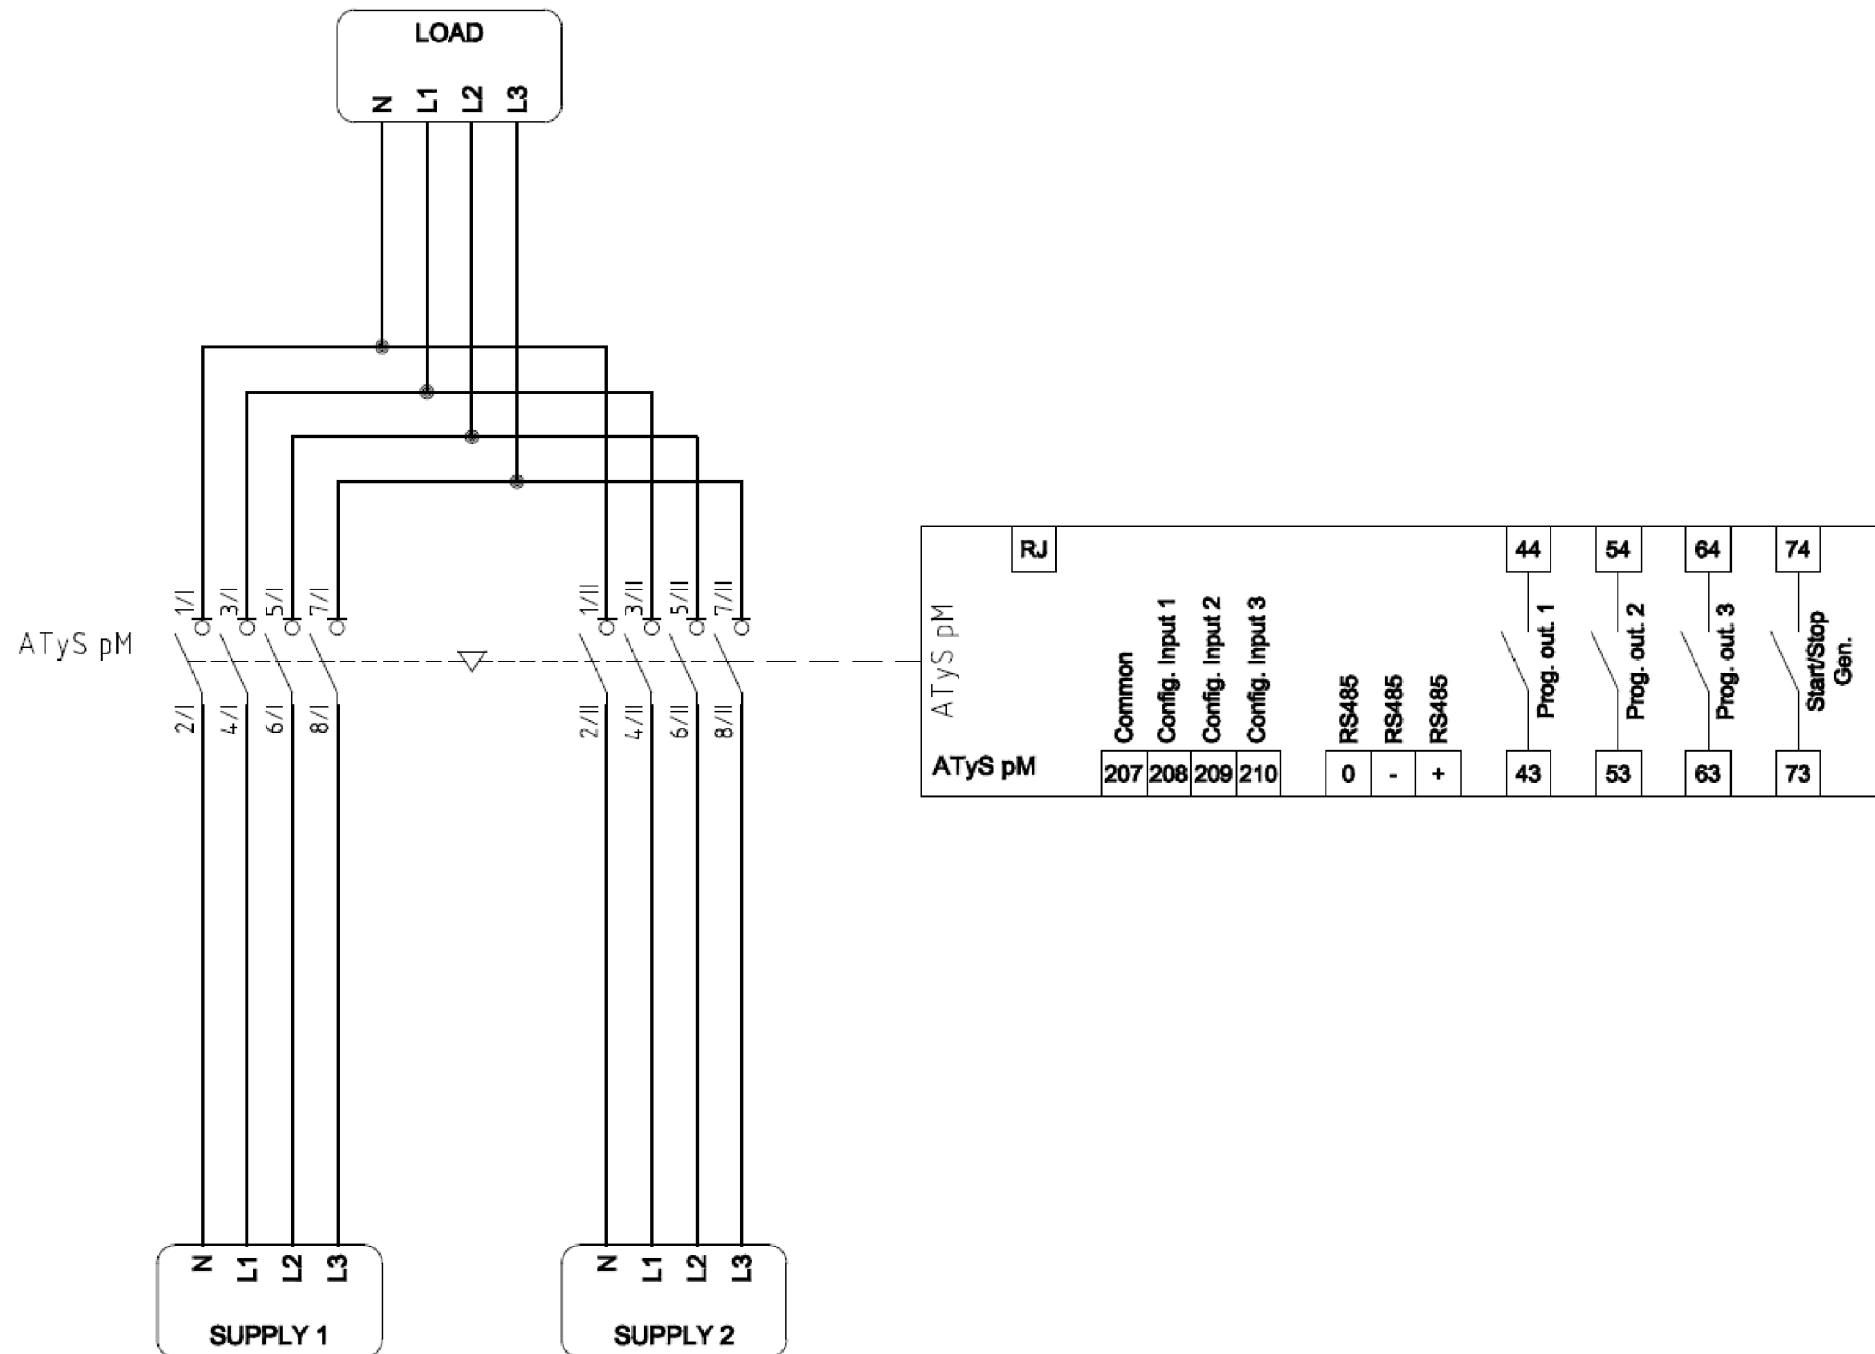 LOAD
N L1 L2 L3
1/I 3/I 5/I 7/I
1/II 3/II 5/II 7/II
ATyS pM
2/I 4/I 6/I 8/I
2/II 4/II 6/II 8/II
N L1 L2 L3
SUPPLY 1
N L1 L2 L3
SUPPLY 2
RJ
44 54 64 74
ATyS pM
Common
Config. Input 1
Config. Input 2
Config. Input 3
RS485
RS485
RS485
Prog. out. 1
Prog. out. 2
Prog. out. 3
Start/Stop
Gen.
ATyS pM
207 208 209 210
0 - +
43 53 63 73